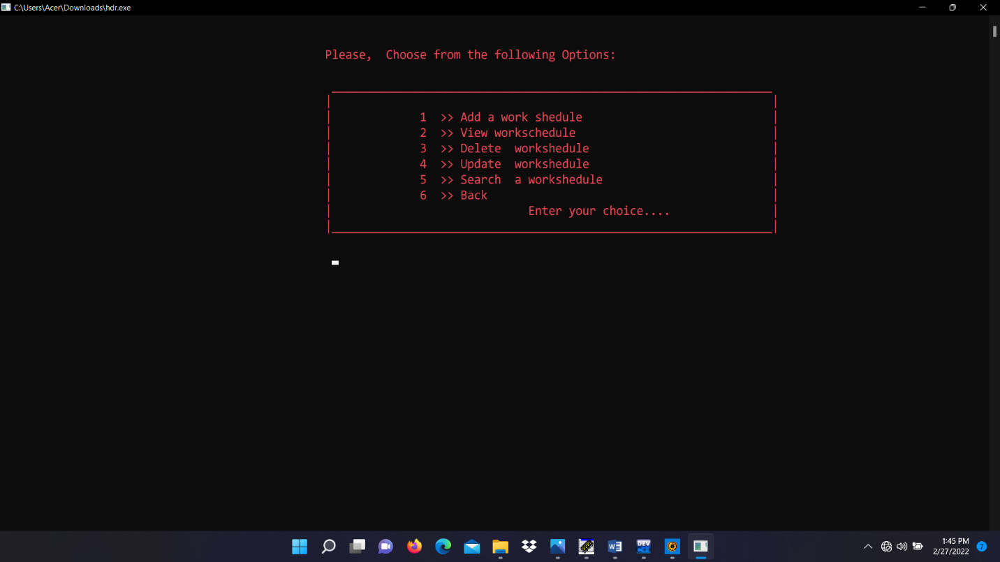 C:\Users\Acer\Downloads\hdr.exe
Please,  Choose from the following Options:
1  >> Add a work shedule
2  >> View workschedule
3  >> Delete  workshedule
4  >> Update  workshedule
5  >> Search  a workshedule
6  >> Back
Enter your choice....
DEV
C++
1:45 PM
2/27/2022
7